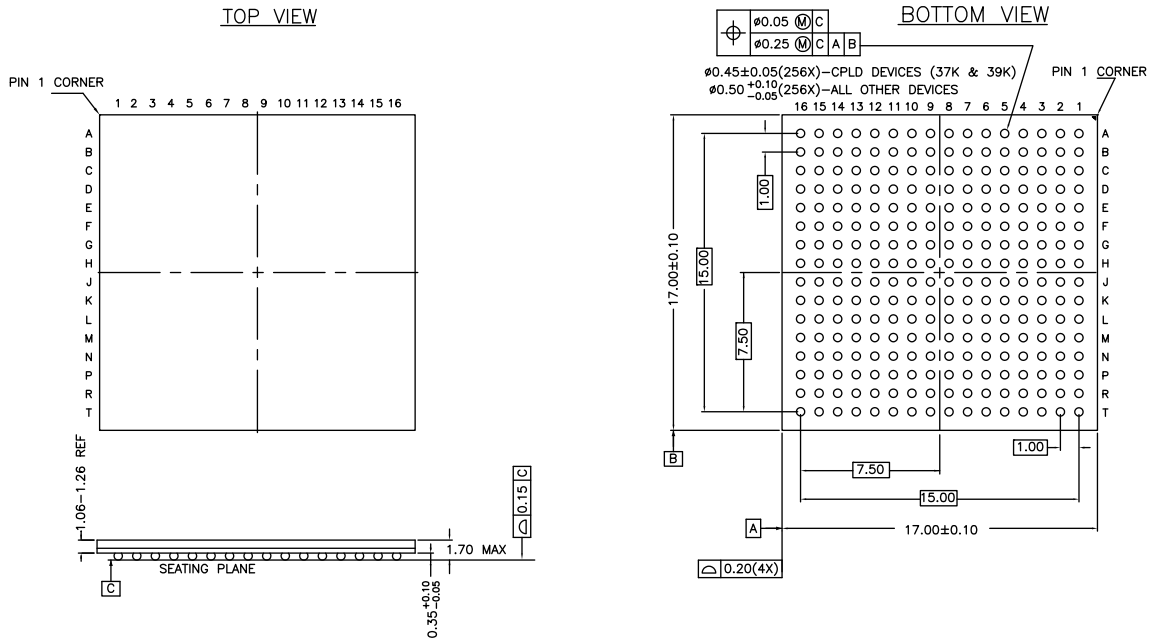 TOP VIEW
PIN 1 CORNER
1 2 3 4 5 6 7 8 9 10 11 12 13 14 15 16
A
B
C
D
E
F
G
H
J
K
L
M
N
P
R
T
1.06-1.26 REF
SEATING PLANE
C
1.70 MAX
0.35 +0.10 -0.05
0.15 C
BOTTOM VIEW
ø0.05 Ⓜ C
ø0.25 Ⓜ C A B
ø0.45±0.05(256X)-CPLD DEVICES (37K & 39K)
ø0.50 +0.10 -0.05 (256X)-ALL OTHER DEVICES
PIN 1 CORNER
16 15 14 13 12 11 10 9 8 7 6 5 4 3 2 1
A
B
C
D
E
F
G
H
J
K
L
M
N
P
R
T
1.00
15.00
17.00±0.10
7.50
B
1.00
7.50
15.00
A
17.00±0.10
0.20(4X)